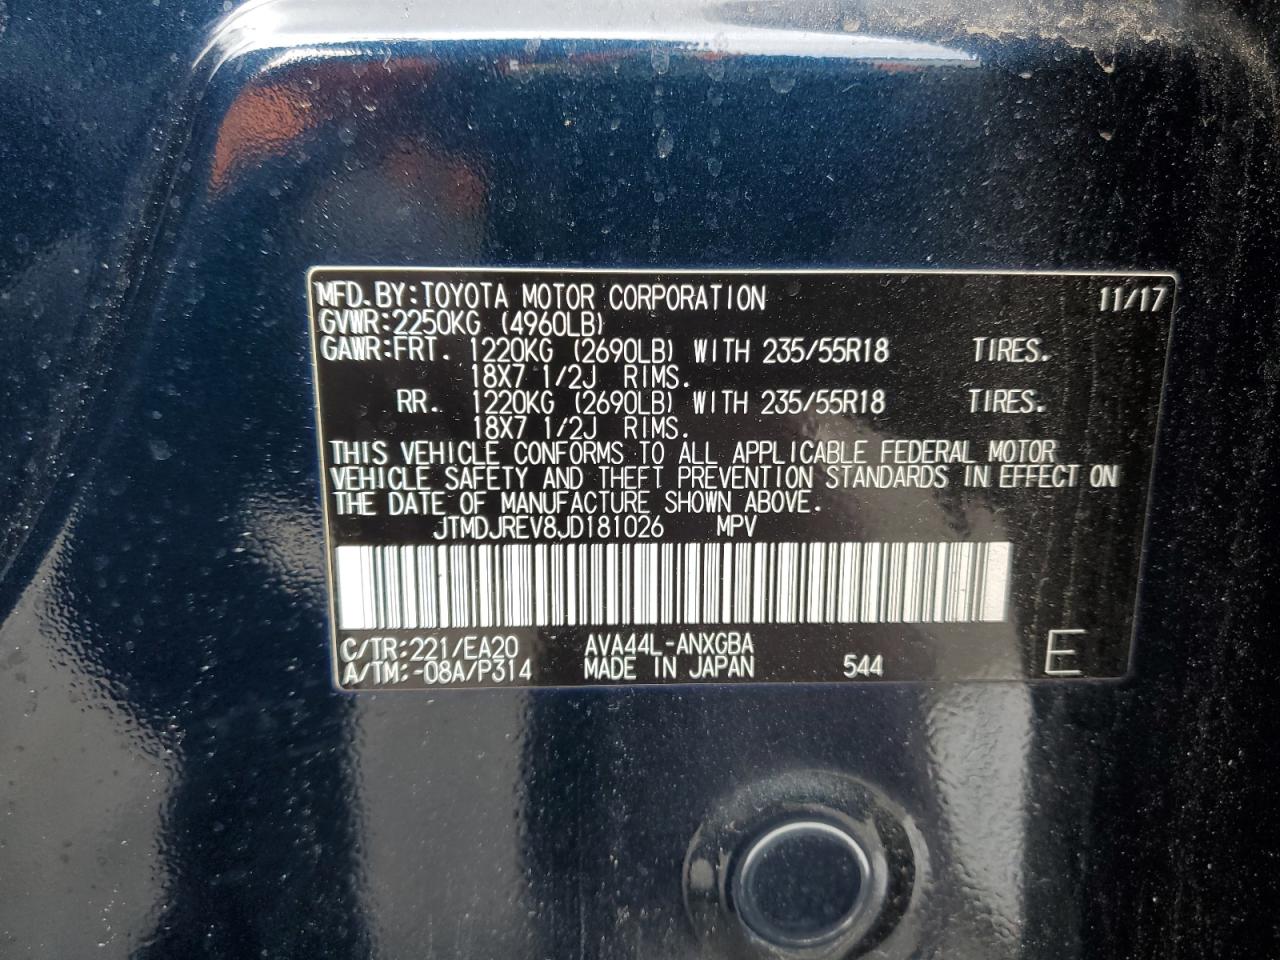 MFD. BY:TOYOTA MOTOR CORPORATION 11/17
GVWR:2250KG (4960LB)
GAWR:FRT. 1220KG (2690LB) WITH 235/55R18 TIRES.
18X7 1/2J RIMS.
RR. 1220KG (2690LB) WITH 235/55R18 TIRES.
18X7 1/2J RIMS.
THIS VEHICLE CONFORMS TO ALL APPLICABLE FEDERAL MOTOR
VEHICLE SAFETY AND THEFT PREVENTION STANDARDS IN EFFECT ON
THE DATE OF MANUFACTURE SHOWN ABOVE.
JTMDJREV8JD181026 MPV
C/TR:221/EA20 AVA44L-ANXGBA
A/TM:-08A/P314 MADE IN JAPAN 544 E